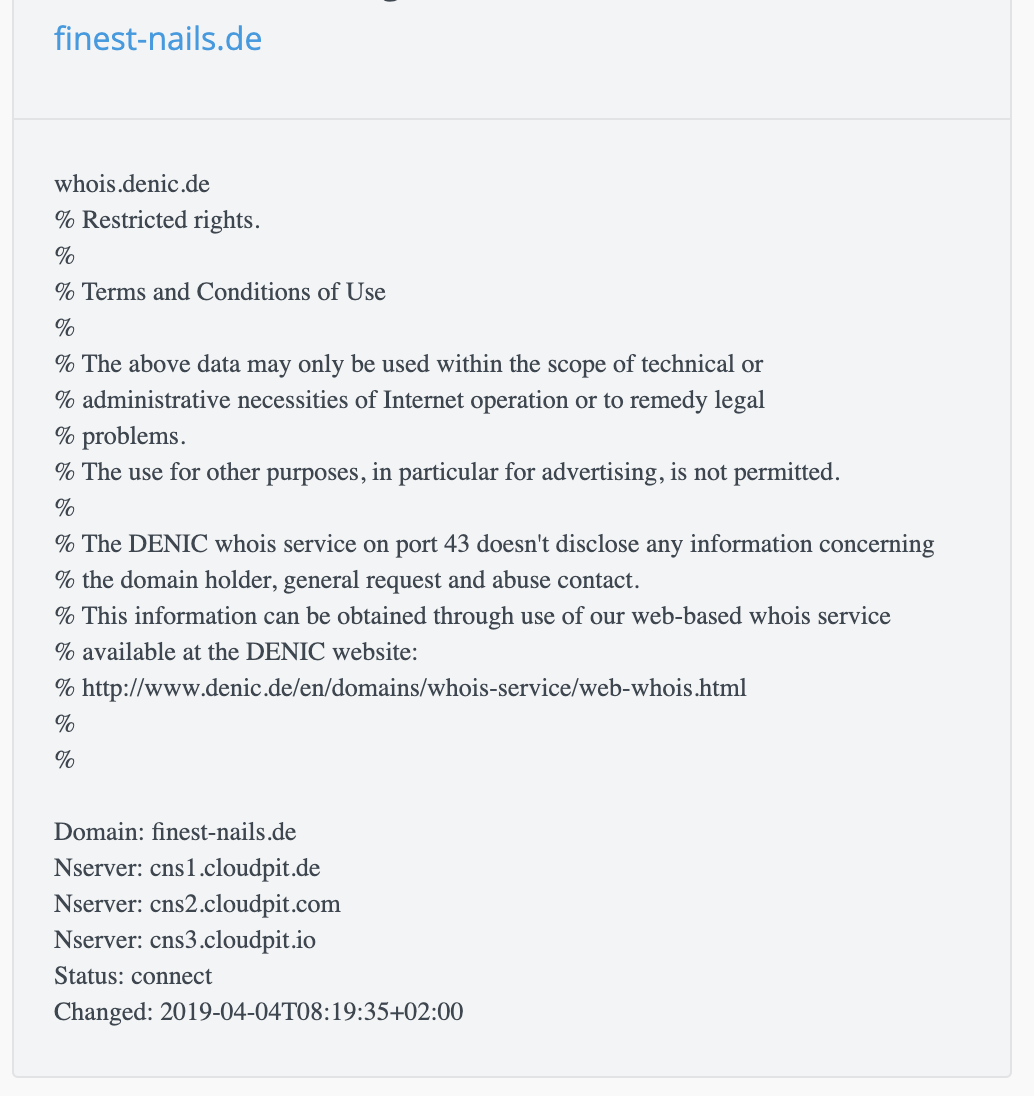 finest-nails.de
whois.denic.de
% Restricted rights.
%
% Terms and Conditions of Use
%
% The above data may only be used within the scope of technical or
% administrative necessities of Internet operation or to remedy legal
% problems.
% The use for other purposes, in particular for advertising, is not permitted.
%
% The DENIC whois service on port 43 doesn't disclose any information concerning
% the domain holder, general request and abuse contact.
% This information can be obtained through use of our web-based whois service
% available at the DENIC website:
% http://www.denic.de/en/domains/whois-service/web-whois.html
%
%
Domain: finest-nails.de
Nserver: cns1.cloudpit.de
Nserver: cns2.cloudpit.com
Nserver: cns3.cloudpit.io
Status: connect
Changed: 2019-04-04T08:19:35+02:00